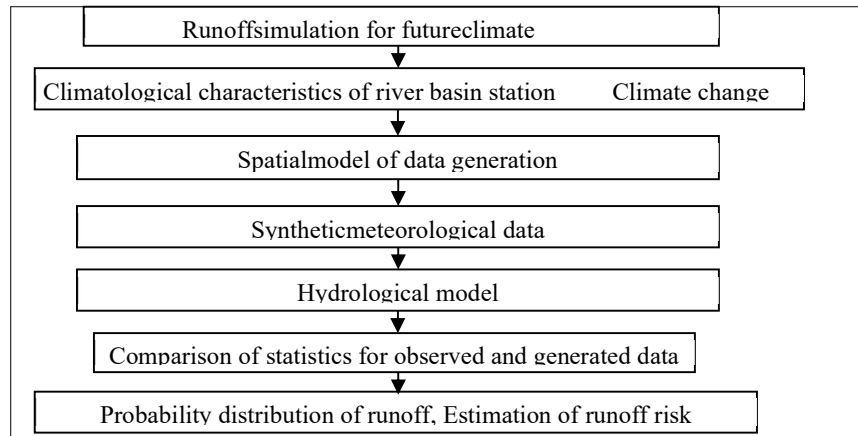 Runoffsimulation for futureclimate
Climatological characteristics of river basin station Climate change
Spatialmodel of data generation
Syntheticmeteorological data
Hydrological model
Comparison of statistics for observed and generated data
Probability distribution of runoff, Estimation of runoff risk